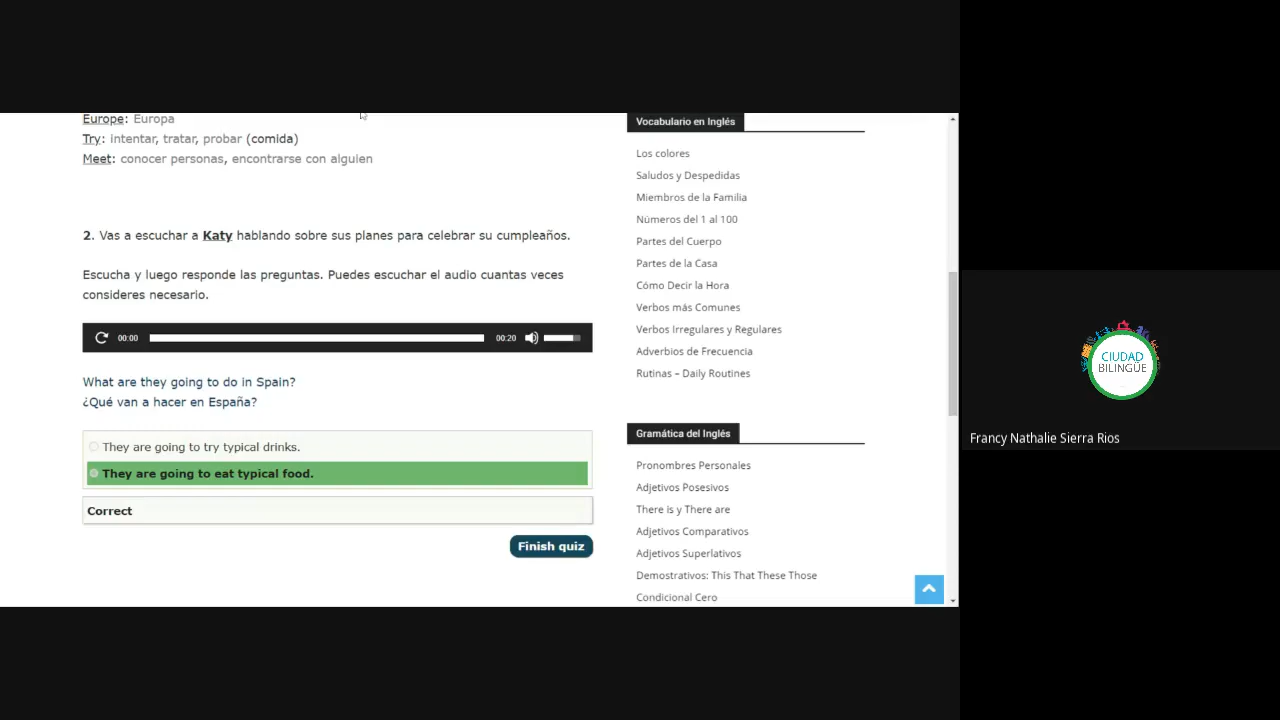 Europe: Europa
Try: intentar, tratar, probar (comida)
Meet: conocer personas, encontrarse con alguien
2. Vas a escuchar a Katy hablando sobre sus planes para celebrar su cumpleaños.
Escucha y luego responde las preguntas. Puedes escuchar el audio cuantas veces
consideres necesario.
00:00
00:20
What are they going to do in Spain?
¿Qué van a hacer en España?
They are going to try typical drinks.
They are going to eat typical food.
Correct
Finish quiz
Vocabulario en Inglés
Los colores
Saludos y Despedidas
Miembros de la Familia
Números del 1 al 100
Partes del Cuerpo
Partes de la Casa
Cómo Decir la Hora
Verbos más Comunes
Verbos Irregulares y Regulares
Adverbios de Frecuencia
Rutinas – Daily Routines
Gramática del Inglés
Pronombres Personales
Adjetivos Posesivos
There is y There are
Adjetivos Comparativos
Adjetivos Superlativos
Demostrativos: This That These Those
Condicional Cero
CIUDAD
BILINGÜE
Francy Nathalie Sierra Rios